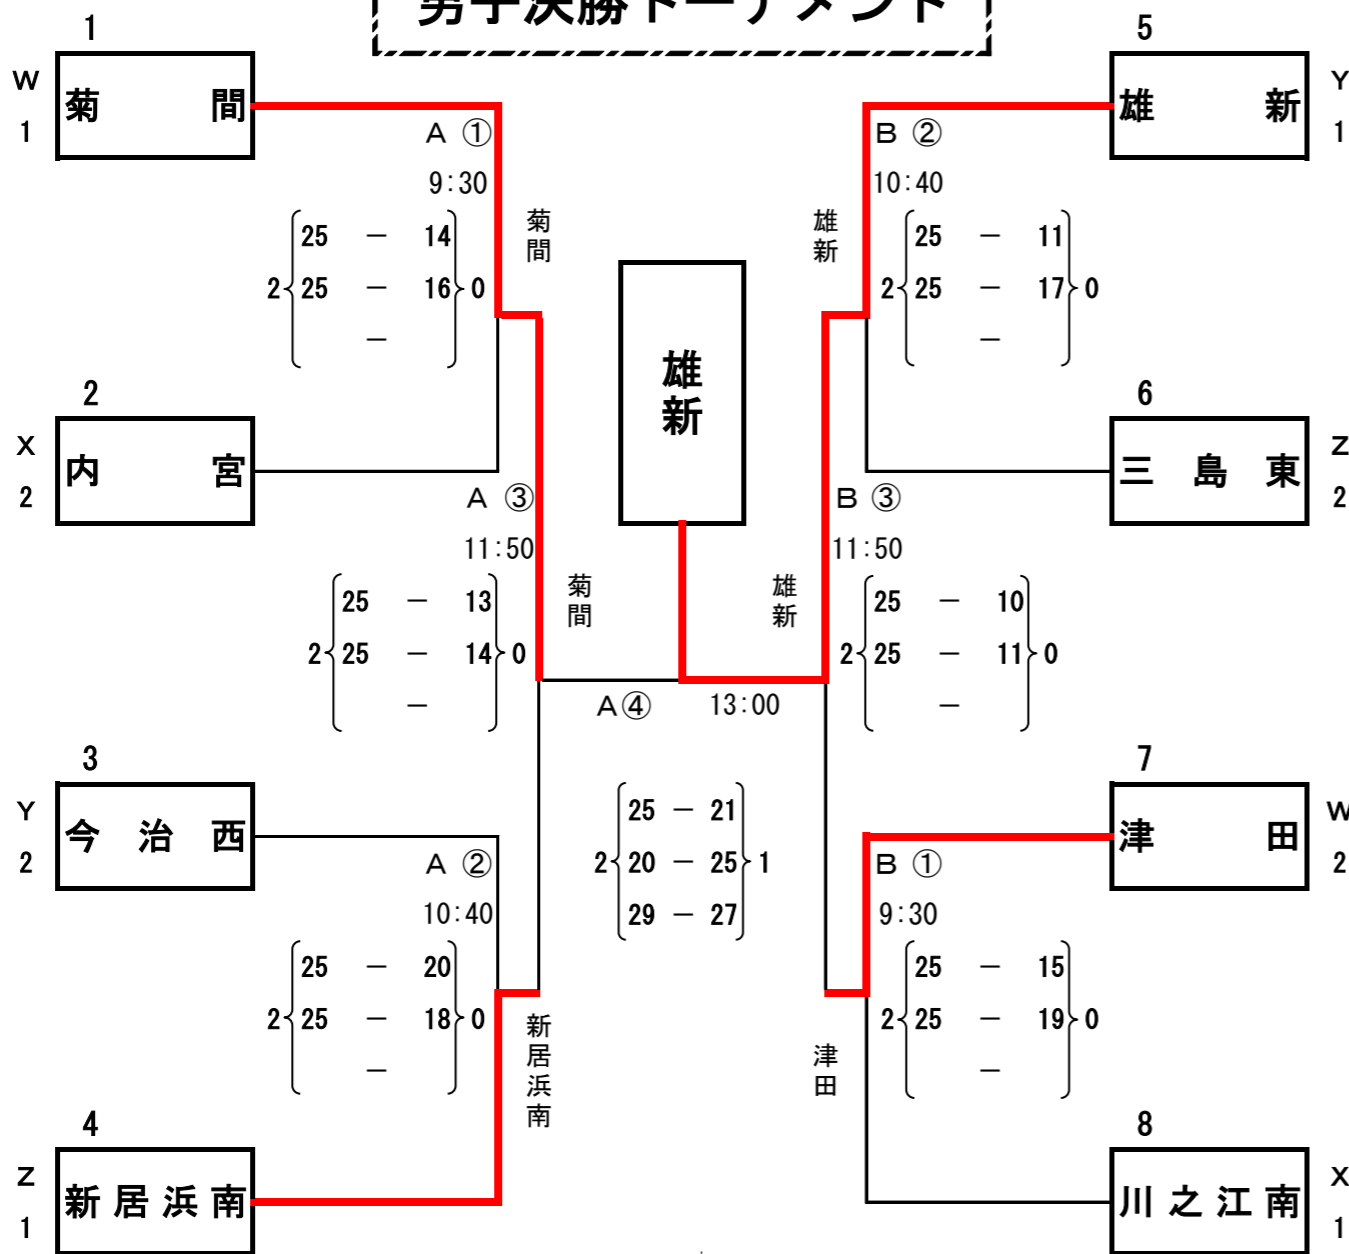 男子決勝トーナメント
1
W
1
菊間
A ①
9:30
2 25 － 14 0
25 － 16
－
菊間
2
X
2
内宮
A ③
11:50
25 － 13
2 25 － 14 0
－
菊間
3
Y
2
今治西
A ②
10:40
25 － 20
2 25 － 18 0
－
新居浜南
4
Z
1
新居浜南
雄新
A④ 13:00
25 － 21
2 20 － 25 1
29 － 27
5
Y
1
雄新
B ②
10:40
25 － 11
2 25 － 17 0
－
雄新
6
Z
2
三島東
B ③
11:50
25 － 10
2 25 － 11 0
－
雄新
7
W
2
津田
B ①
9:30
25 － 15
2 25 － 19 0
－
津田
8
X
1
川之江南